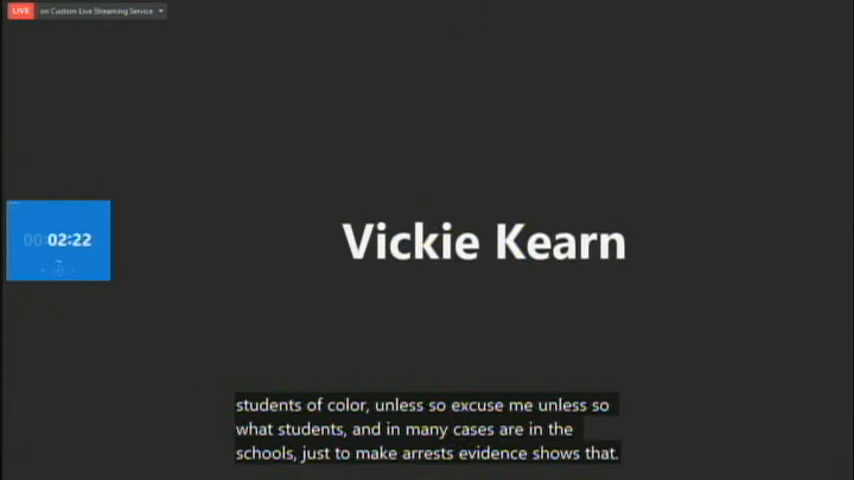 LIVE on Custom Live Streaming Service
00:02:22
Vickie Kearn
students of color, unless so excuse me unless so
what students, and in many cases are in the
schools, just to make arrests evidence shows that.